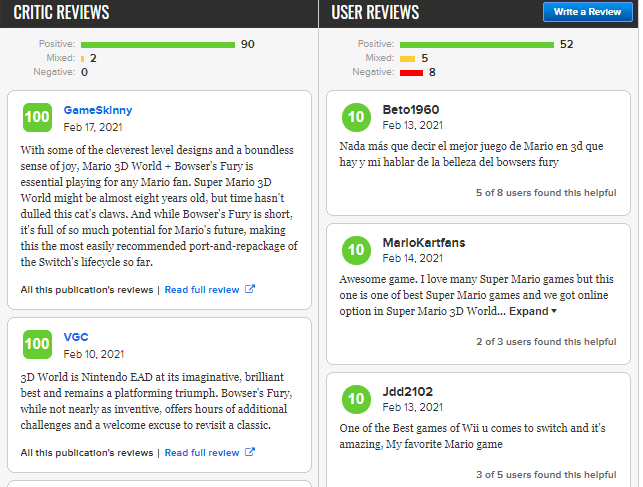 CRITIC REVIEWS
Positive: 90
Mixed: 2
Negative: 0
100 GameSkinny
Feb 17, 2021
With some of the cleverest level designs and a boundless
sense of joy, Mario 3D World + Bowser's Fury is
essential playing for any Mario fan. Super Mario 3D
World might be almost eight years old, but time hasn't
dulled this cat's claws. And while Bowser's Fury is short,
it's full of so much potential for Mario's future, making
this the most easily recommended port-and-repackage of
the Switch's lifecycle so far.
All this publication's reviews | Read full review
100 VGC
Feb 10, 2021
3D World is Nintendo EAD at its imaginative, brilliant
best and remains a platforming triumph. Bowser's Fury,
while not nearly as inventive, offers hours of additional
challenges and a welcome excuse to revisit a classic.
All this publication's reviews | Read full review
USER REVIEWS
Write a Review
Positive: 52
Mixed: 5
Negative: 8
10 Beto1960
Feb 13, 2021
Nada más que decir el mejor juego de Mario en 3d que
hay y mi hablar de la belleza del bowsers fury
5 of 8 users found this helpful
10 MarioKartfans
Feb 14, 2021
Awesome game. I love many Super Mario games but this
one is one of best Super Mario games and we got online
option in Super Mario 3D World... Expand
2 of 3 users found this helpful
10 Jdd2102
Feb 13, 2021
One of the Best games of Wii u comes to switch and it's
amazing, My favorite Mario game
3 of 5 users found this helpful